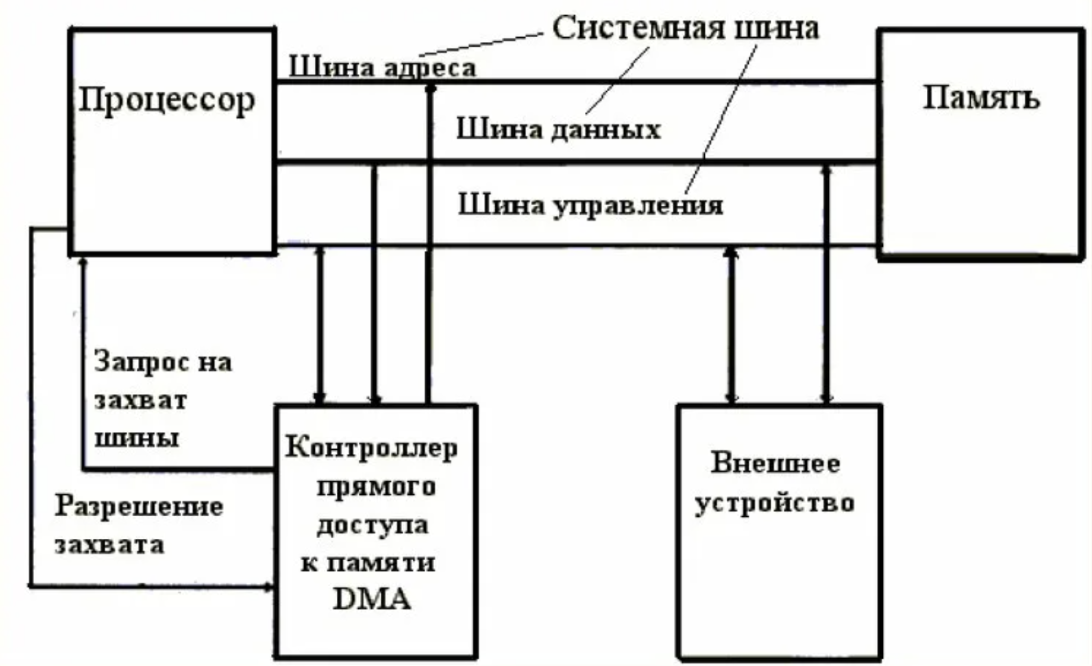 Системная шина
Шина адреса
Процессор
Память
Шина данных
Шина управления
Запрос на
захват
шины
Разрешение
захвата
Контроллер
прямого
доступа
к памяти
DMA
Внешнее
устройство